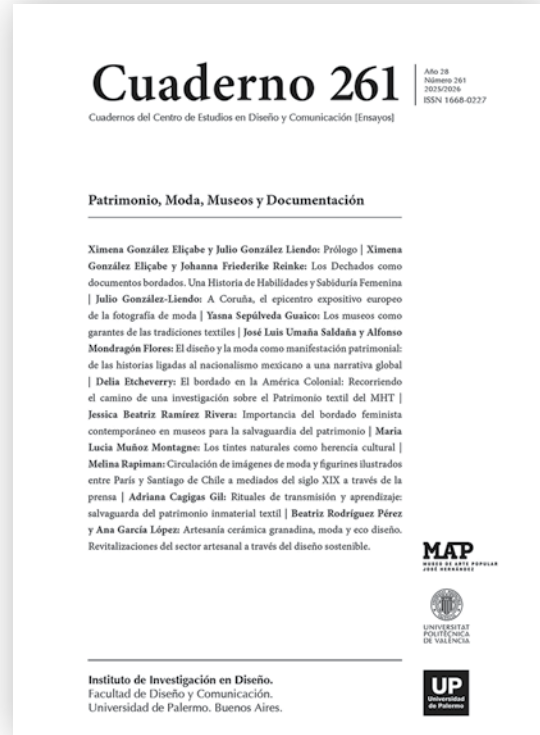 Cuaderno 261
Cuadernos del Centro de Estudios en Diseño y Comunicación [Ensayos]
Año 28
Número 261
2025/2026
ISSN 1668-0227
Patrimonio, Moda, Museos y Documentación
Ximena González Eliçabe y Julio González Liendo: Prólogo | Ximena
González Eliçabe y Johanna Friederike Reinke: Los Dechados como
documentos bordados. Una Historia de Habilidades y Sabiduría Femenina
| Julio González-Liendo: A Coruña, el epicentro expositivo europeo
de la fotografía de moda | Yasna Sepúlveda Guaico: Los museos como
garantes de las tradiciones textiles | José Luis Umaña Saldaña y Alfonso
Mondragón Flores: El diseño y la moda como manifestación patrimonial:
de las historias ligadas al nacionalismo mexicano a una narrativa global
| Delia Etcheverry: El bordado en la América Colonial: Recorriendo
el camino de una investigación sobre el Patrimonio textil del MHT |
Jessica Beatriz Ramírez Rivera: Importancia del bordado feminista
contemporáneo en museos para la salvaguardia del patrimonio | Maria
Lucia Muñoz Montagne: Los tintes naturales como herencia cultural |
Melina Rapiman: Circulación de imágenes de moda y figurines ilustrados
entre París y Santiago de Chile a mediados del siglo XIX a través de la
prensa | Adriana Cagigas Gil: Rituales de transmisión y aprendizaje:
salvaguarda del patrimonio inmaterial textil | Beatriz Rodríguez Pérez
y Ana García López: Artesanía cerámica granadina, moda y eco diseño.
Revitalizaciones del sector artesanal a través del diseño sostenible.
MAP
MUSEO DE ARTE POPULAR
JOSÉ HERNÁNDEZ
UNIVERSITAT
POLITÈCNICA
DE VALÈNCIA
UP
Universidad
de Palermo
Instituto de Investigación en Diseño.
Facultad de Diseño y Comunicación.
Universidad de Palermo. Buenos Aires.